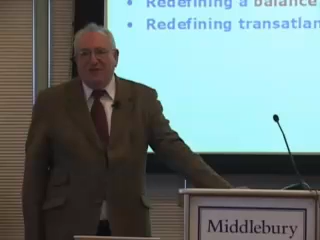 • Redefining a balance
• Redefining transatlan
Middlebury